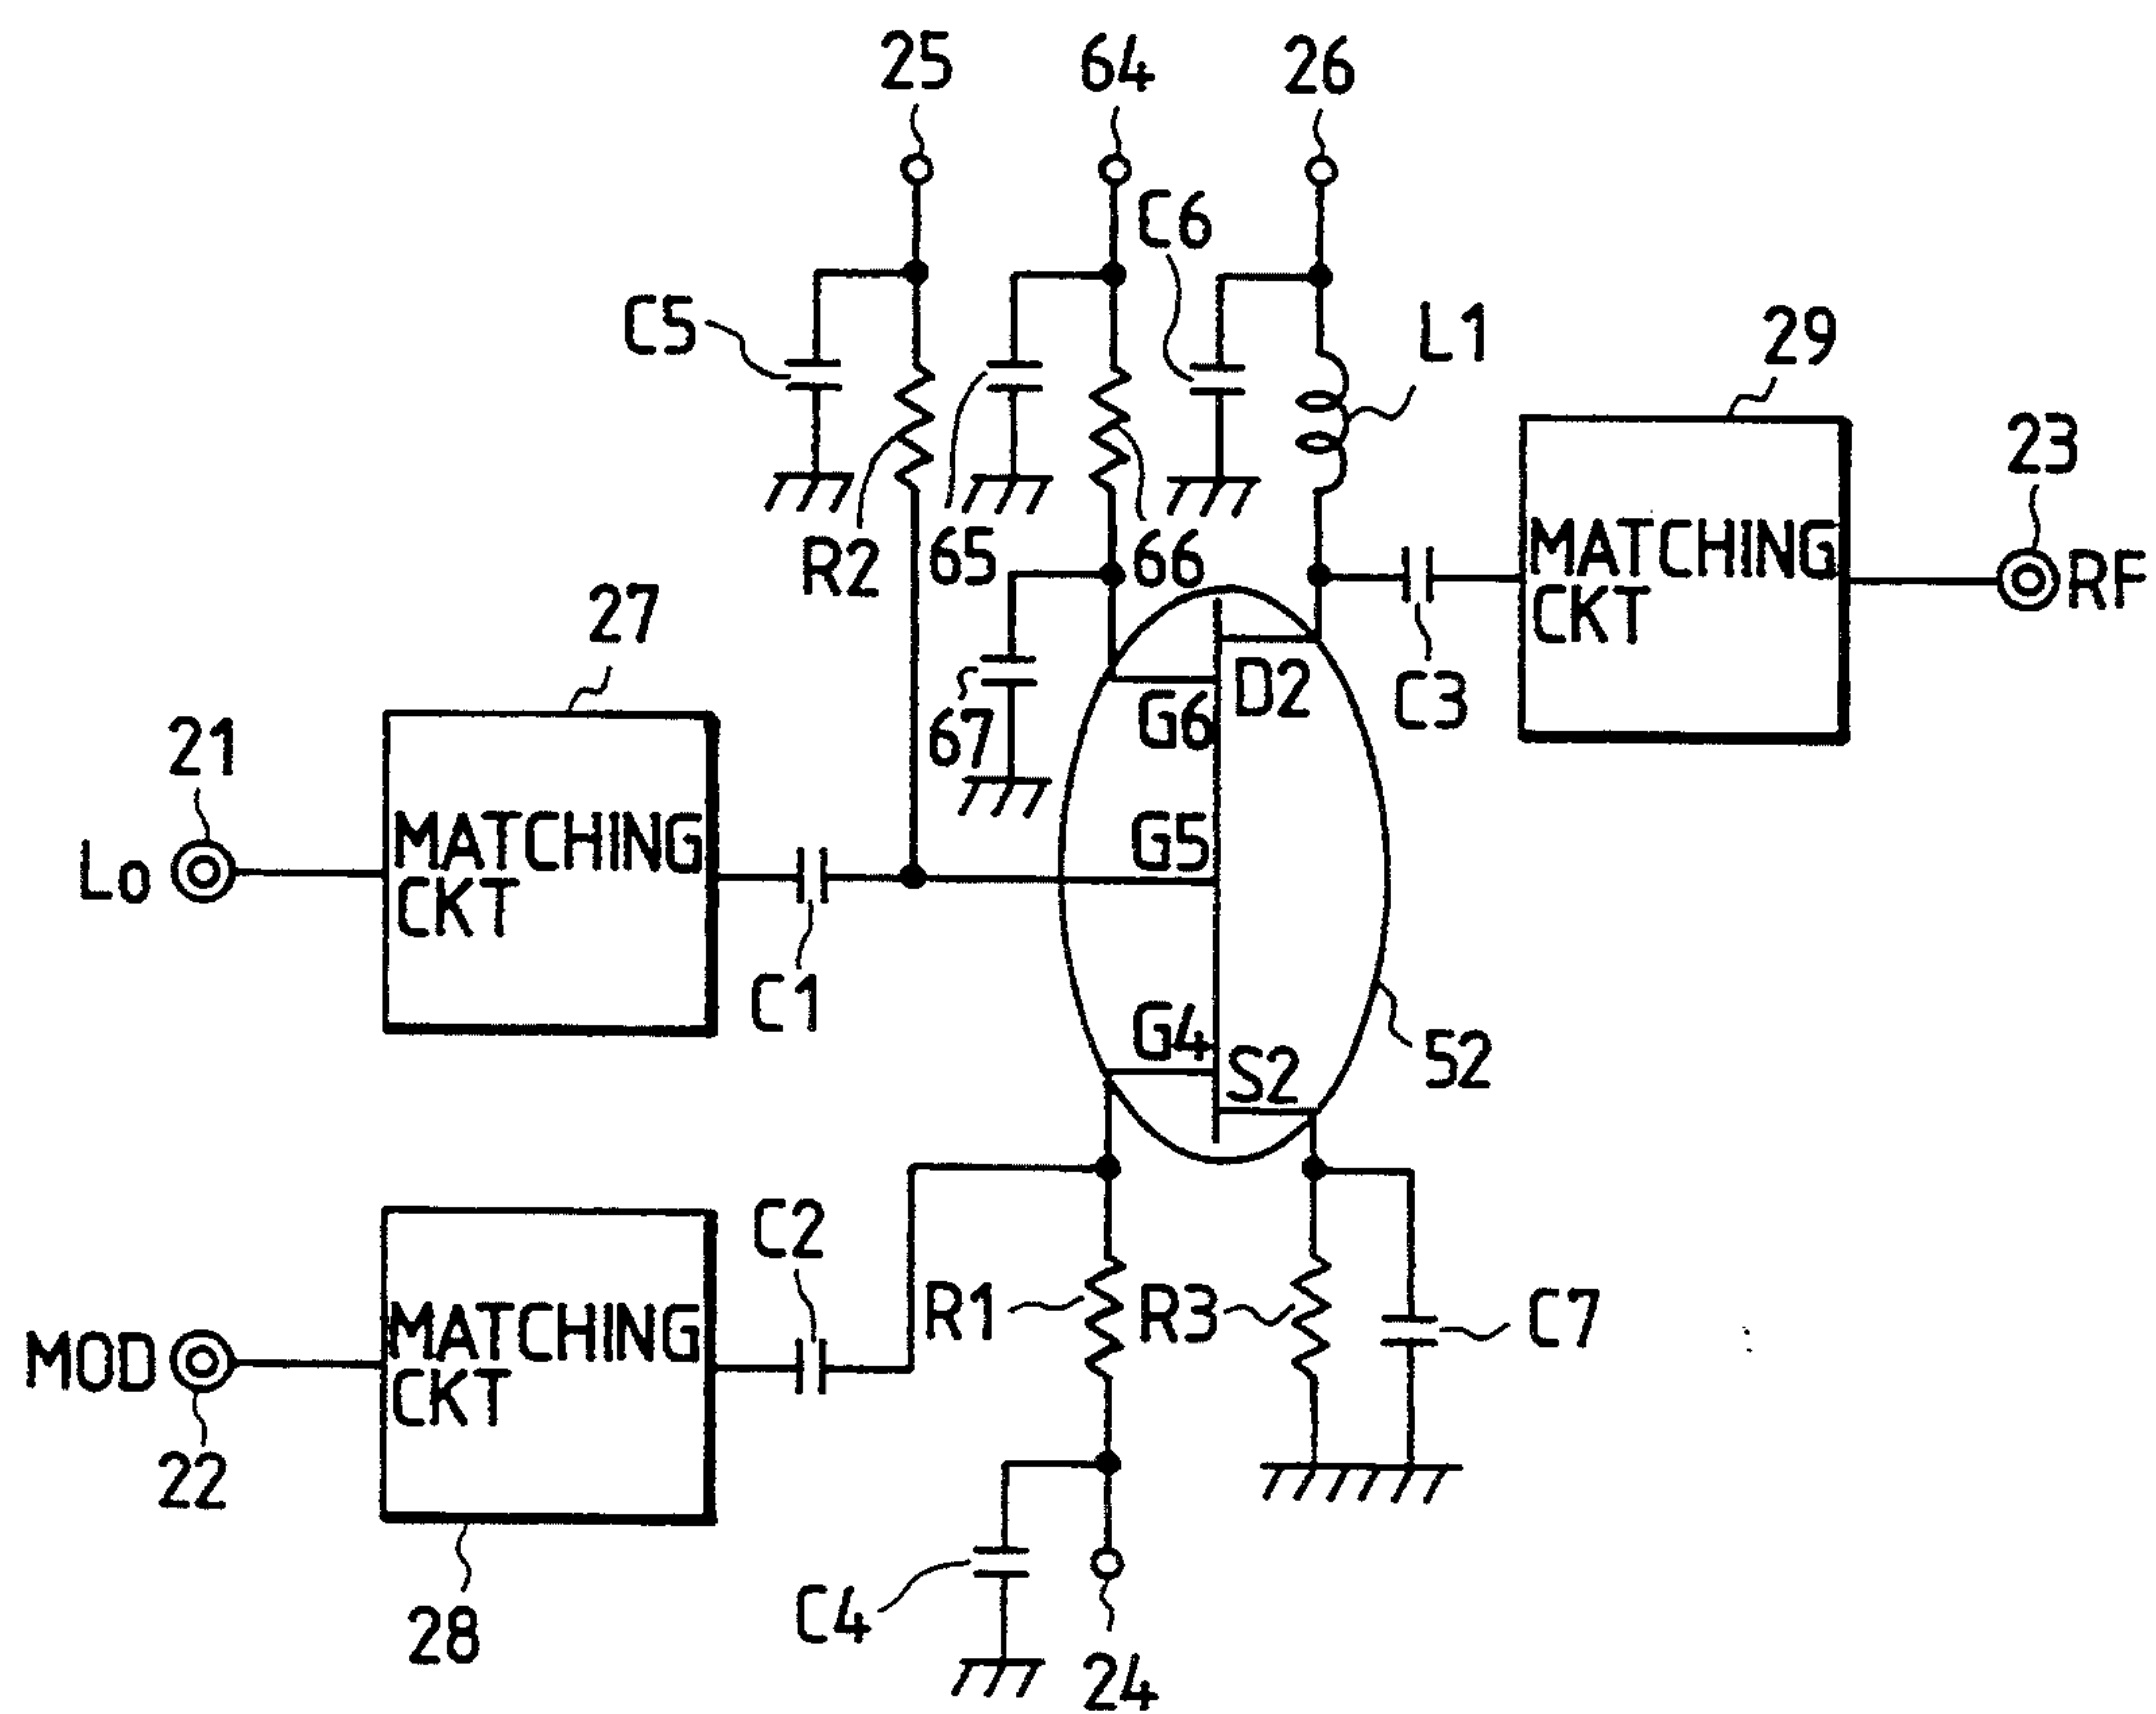 25
64
26
C6
C5
L1
29
23
R2
65
66
MATCHING
CKT
RF
27
D2
C3
G6
67
21
Lo
MATCHING
CKT
G5
C1
G4
S2
52
C2
R1
R3
C7
MOD
MATCHING
CKT
22
C4
28
24